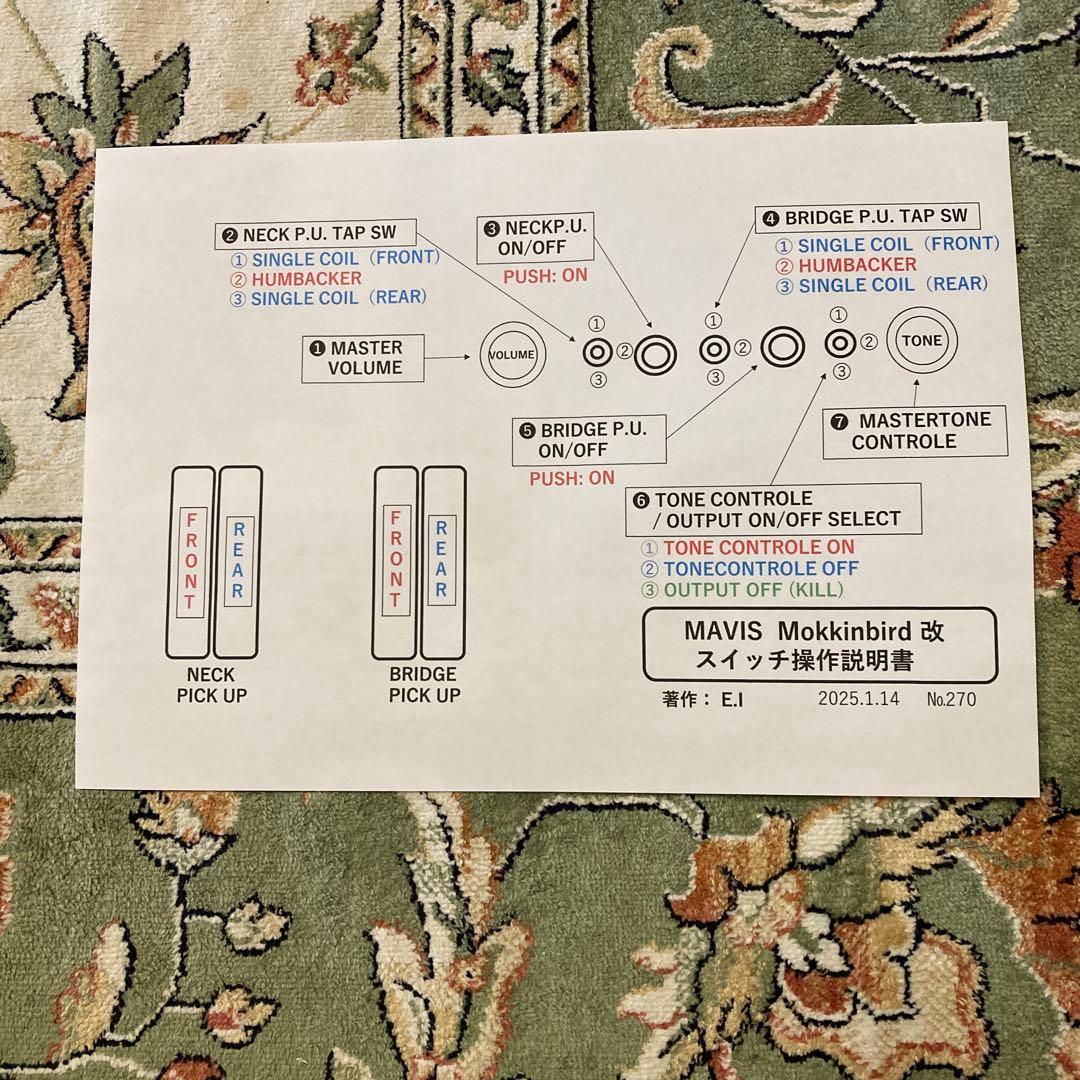 ❷ NECK P.U. TAP SW
① SINGLE COIL（FRONT）
② HUMBACKER
③ SINGLE COIL（REAR）
❸ NECKP.U.
ON/OFF
PUSH: ON
❹ BRIDGE P.U. TAP SW
① SINGLE COIL（FRONT）
② HUMBACKER
③ SINGLE COIL（REAR）
❶ MASTER
VOLUME
VOLUME
①
②
③
①
②
③
①
②
③
TONE
❺ BRIDGE P.U.
ON/OFF
PUSH: ON
❼ MASTERTONE
CONTROLE
❻ TONE CONTROLE
/ OUTPUT ON/OFF SELECT
① TONE CONTROLE ON
② TONECONTROLE OFF
③ OUTPUT OFF (KILL)
FRONT
REAR
NECK
PICK UP
FRONT
REAR
BRIDGE
PICK UP
MAVIS Mokkinbird 改
スイッチ操作説明書
著作： E.I 2025.1.14 №270